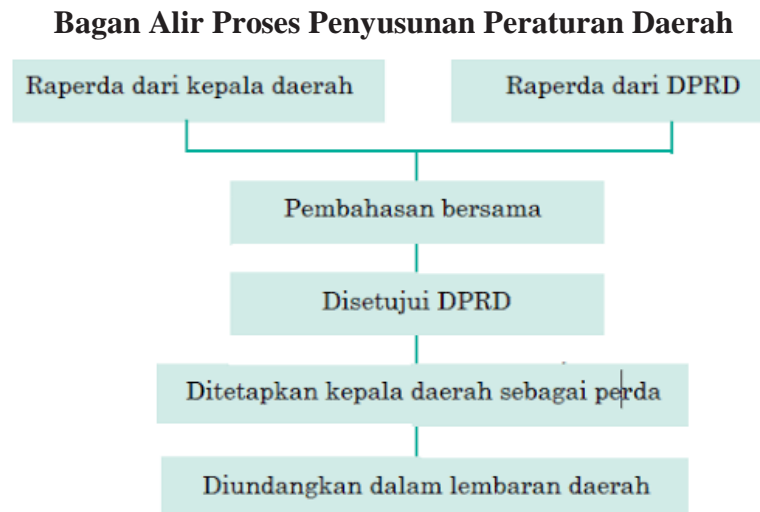 Bagan Alir Proses Penyusunan Peraturan Daerah
Raperda dari kepala daerah
Raperda dari DPRD
Pembahasan bersama
Disetujui DPRD
Ditetapkan kepala daerah sebagai perda
Diundangkan dalam lembaran daerah